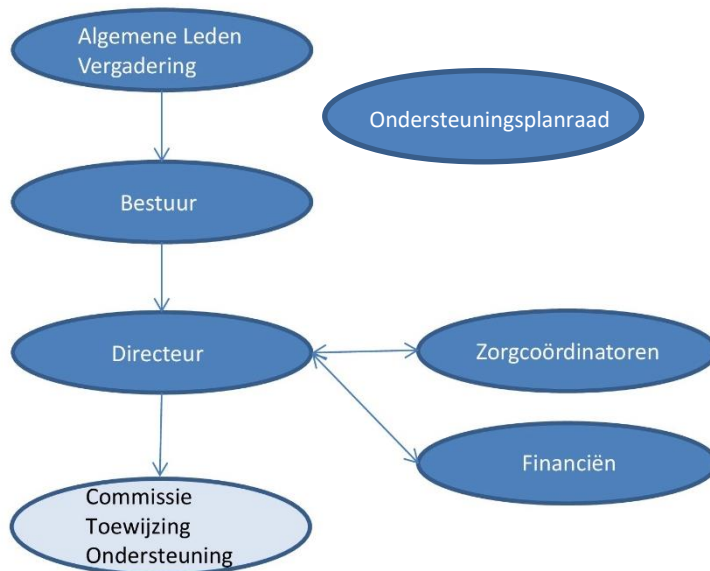 Algemene Leden
Vergadering
Ondersteuningsplanraad
Bestuur
Directeur
Zorgcoördinatoren
Financiën
Commissie
Toewijzing
Ondersteuning